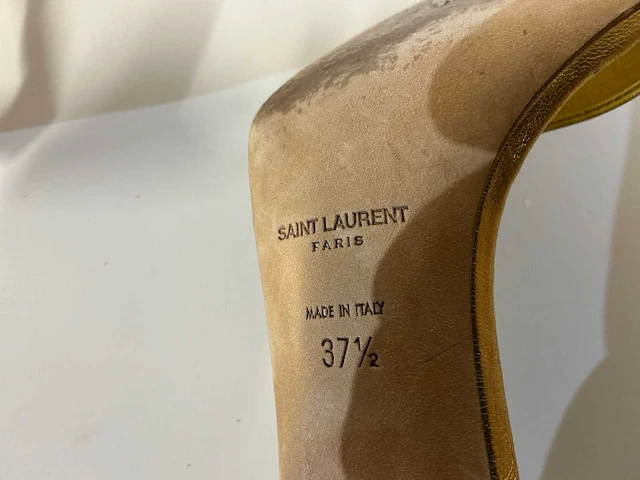 SAINT LAURENT
PARIS
MADE IN ITALY
37½